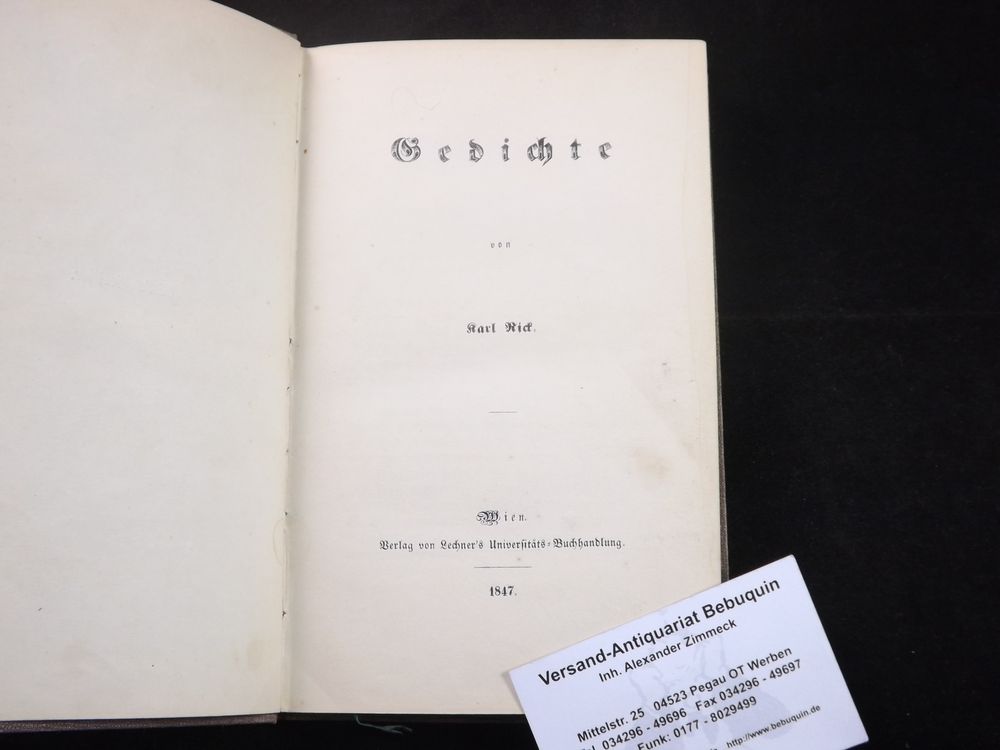 Gedichte
von
Karl Rick.
Wien.
Verlag von Lechner's Universitäts-Buchhandlung.
1847.
Versand-Antiquariat Bebuquin
Inh. Alexander Zimmeck
Mittelstr. 25 04523 Pegau OT Werben
034296 - 49696 Fax 034296 - 49697
Funk: 0177 - 8029499
http://www.bebuquin.de